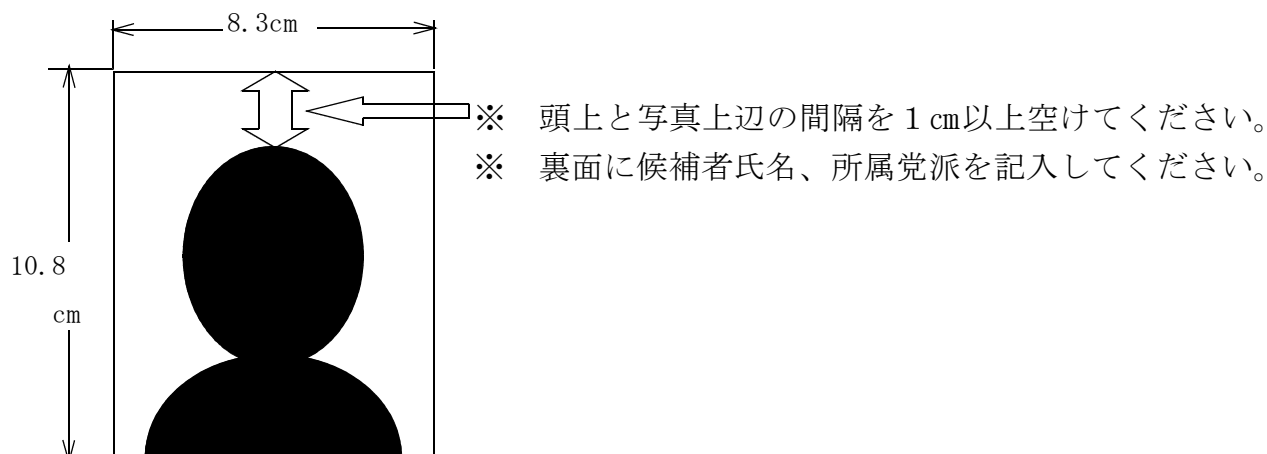 8.3cm
※　頭上と写真上辺の間隔を１㎝以上空けてください。
※　裏面に候補者氏名、所属党派を記入してください。
10.8
cm